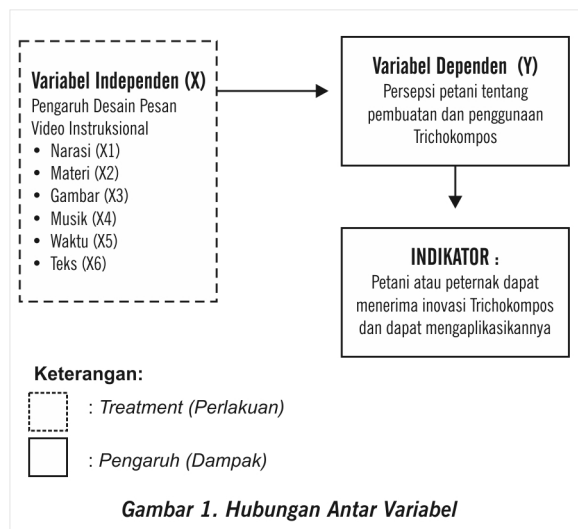 Variabel Independen (X)
Pengaruh Desain Pesan
Video Instruksional
• Narasi (X1)
• Materi (X2)
• Gambar (X3)
• Musik (X4)
• Waktu (X5)
• Teks (X6)
Variabel Dependen (Y)
Persepsi petani tentang
pembuatan dan penggunaan
Trichokompos
INDIKATOR :
Petani atau peternak dapat
menerima inovasi Trichokompos
dan dapat mengaplikasikannya
Keterangan:
: Treatment (Perlakuan)
: Pengaruh (Dampak)
Gambar 1. Hubungan Antar Variabel